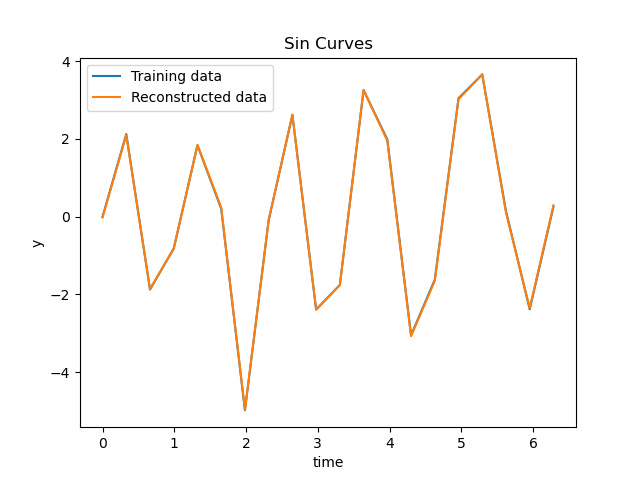 Sin Curves
Training data
Reconstructed data
4
2
0
−2
−4
y
0 1 2 3 4 5 6
time